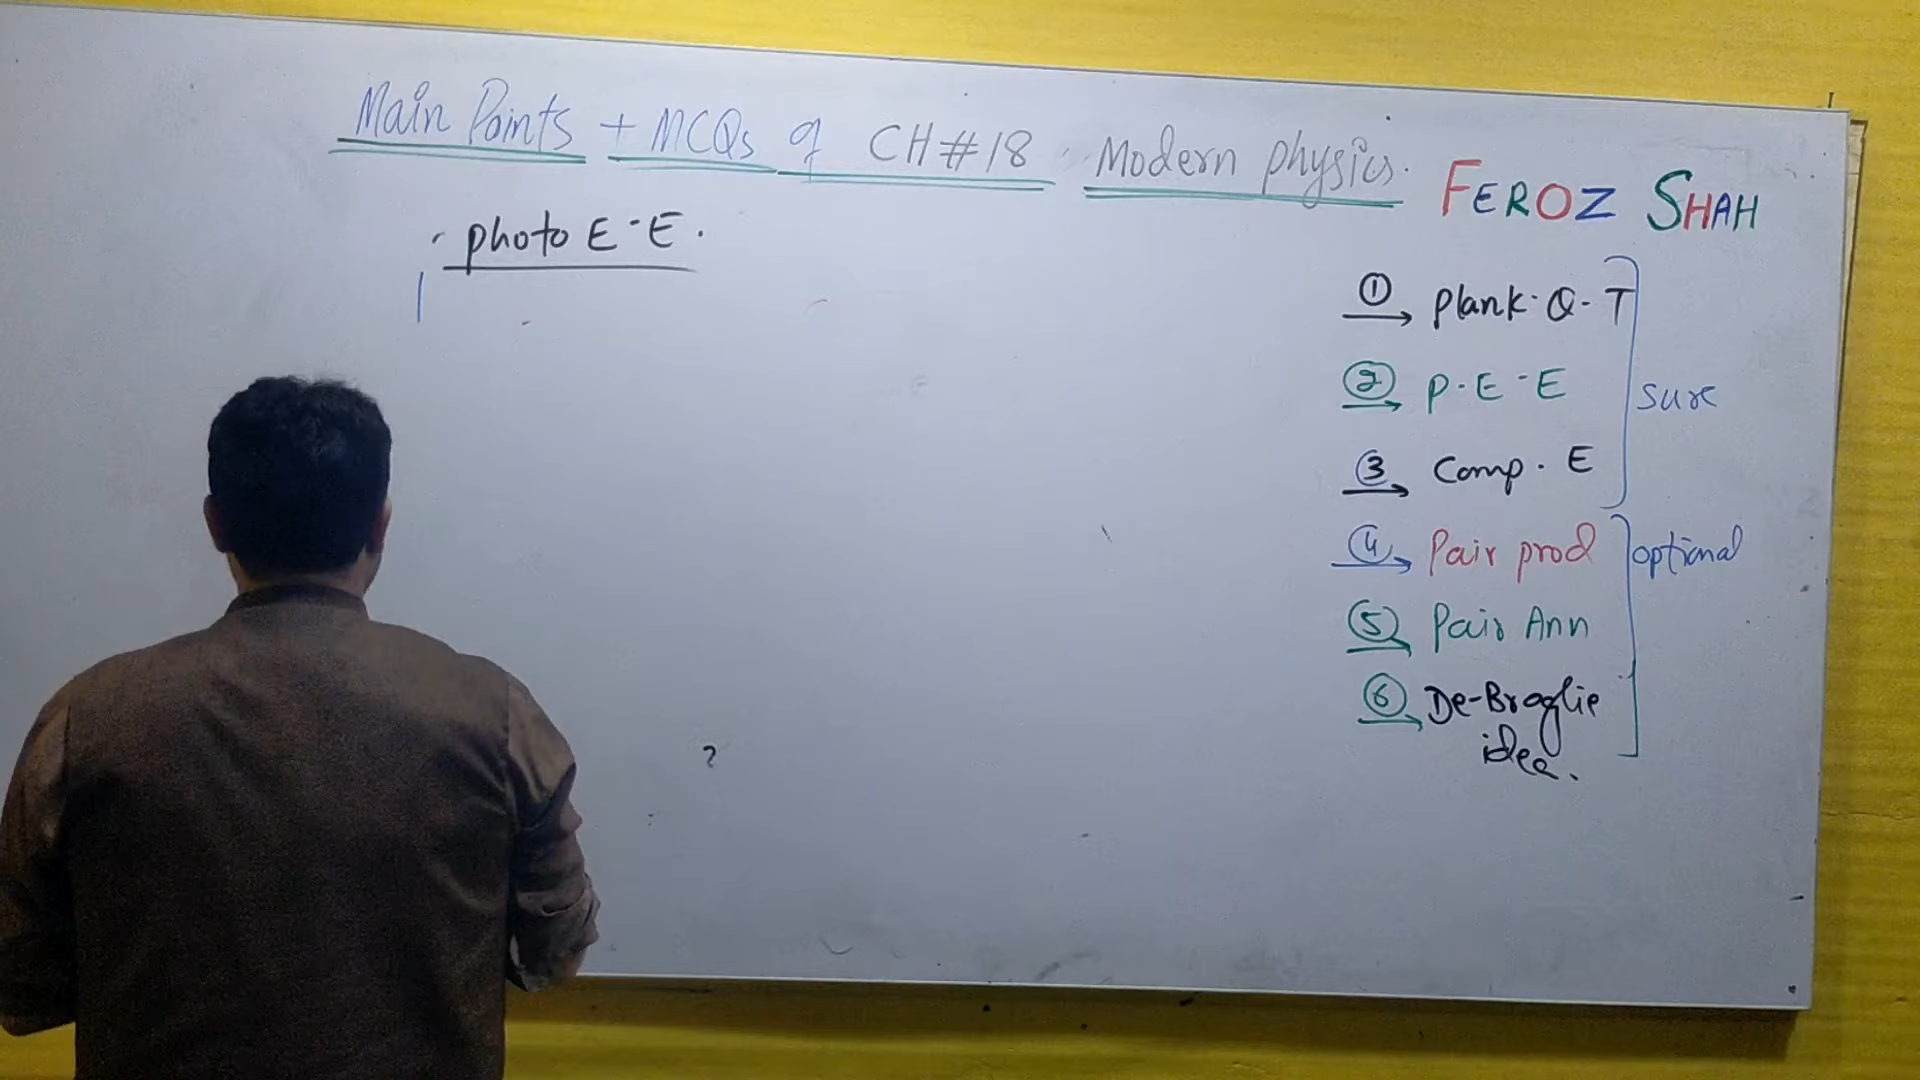 Main Points + MCQs of CH#18 Modern physics.
FEROZ SHAH
photo E-E.
① Plank. Q. T
② P.E-E
③ Comp. E
sure
④ Pair prod
⑤ Pair Ann
⑥ De-Broglie
idea.
optional
?